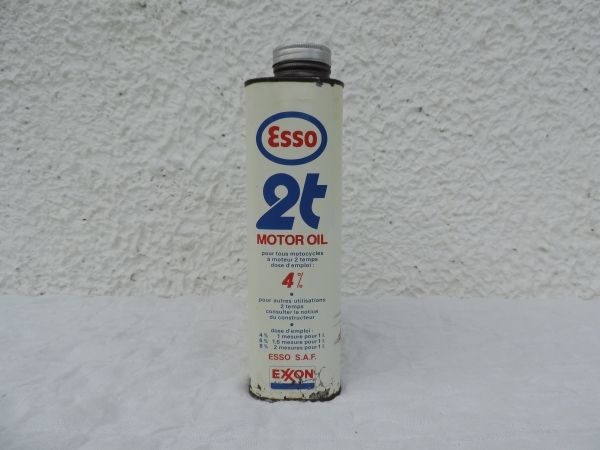 Esso
2t
MOTOR OIL
pour tous motocycles
à moteur 2 temps
dose d'emploi :
4%
•
pour autres utilisations
2 temps
consulter la notice
du constructeur
•
dose d'emploi :
4% 1 mesure pour 1 L
6% 1,5 mesure pour 1 L
8% 2 mesures pour 1 L
ESSO S.A.F.
EXXON